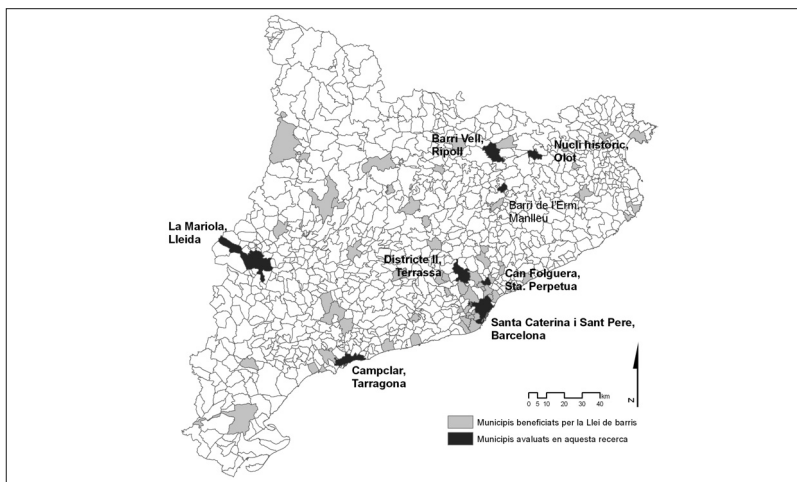 Barri Vell,
Ripoll
Nucli històric,
Olot
Barri de l'Erm,
Manlleu
La Mariola,
Lleida
Districte II,
Terrassa
Can Folguera,
Sta. Perpetua
Santa Caterina i Sant Pere,
Barcelona
Campclar,
Tarragona
km
0 5 10 20 30 40
N
Municipis beneficiats per la Llei de barris
Municipis avaluats en aquesta recerca